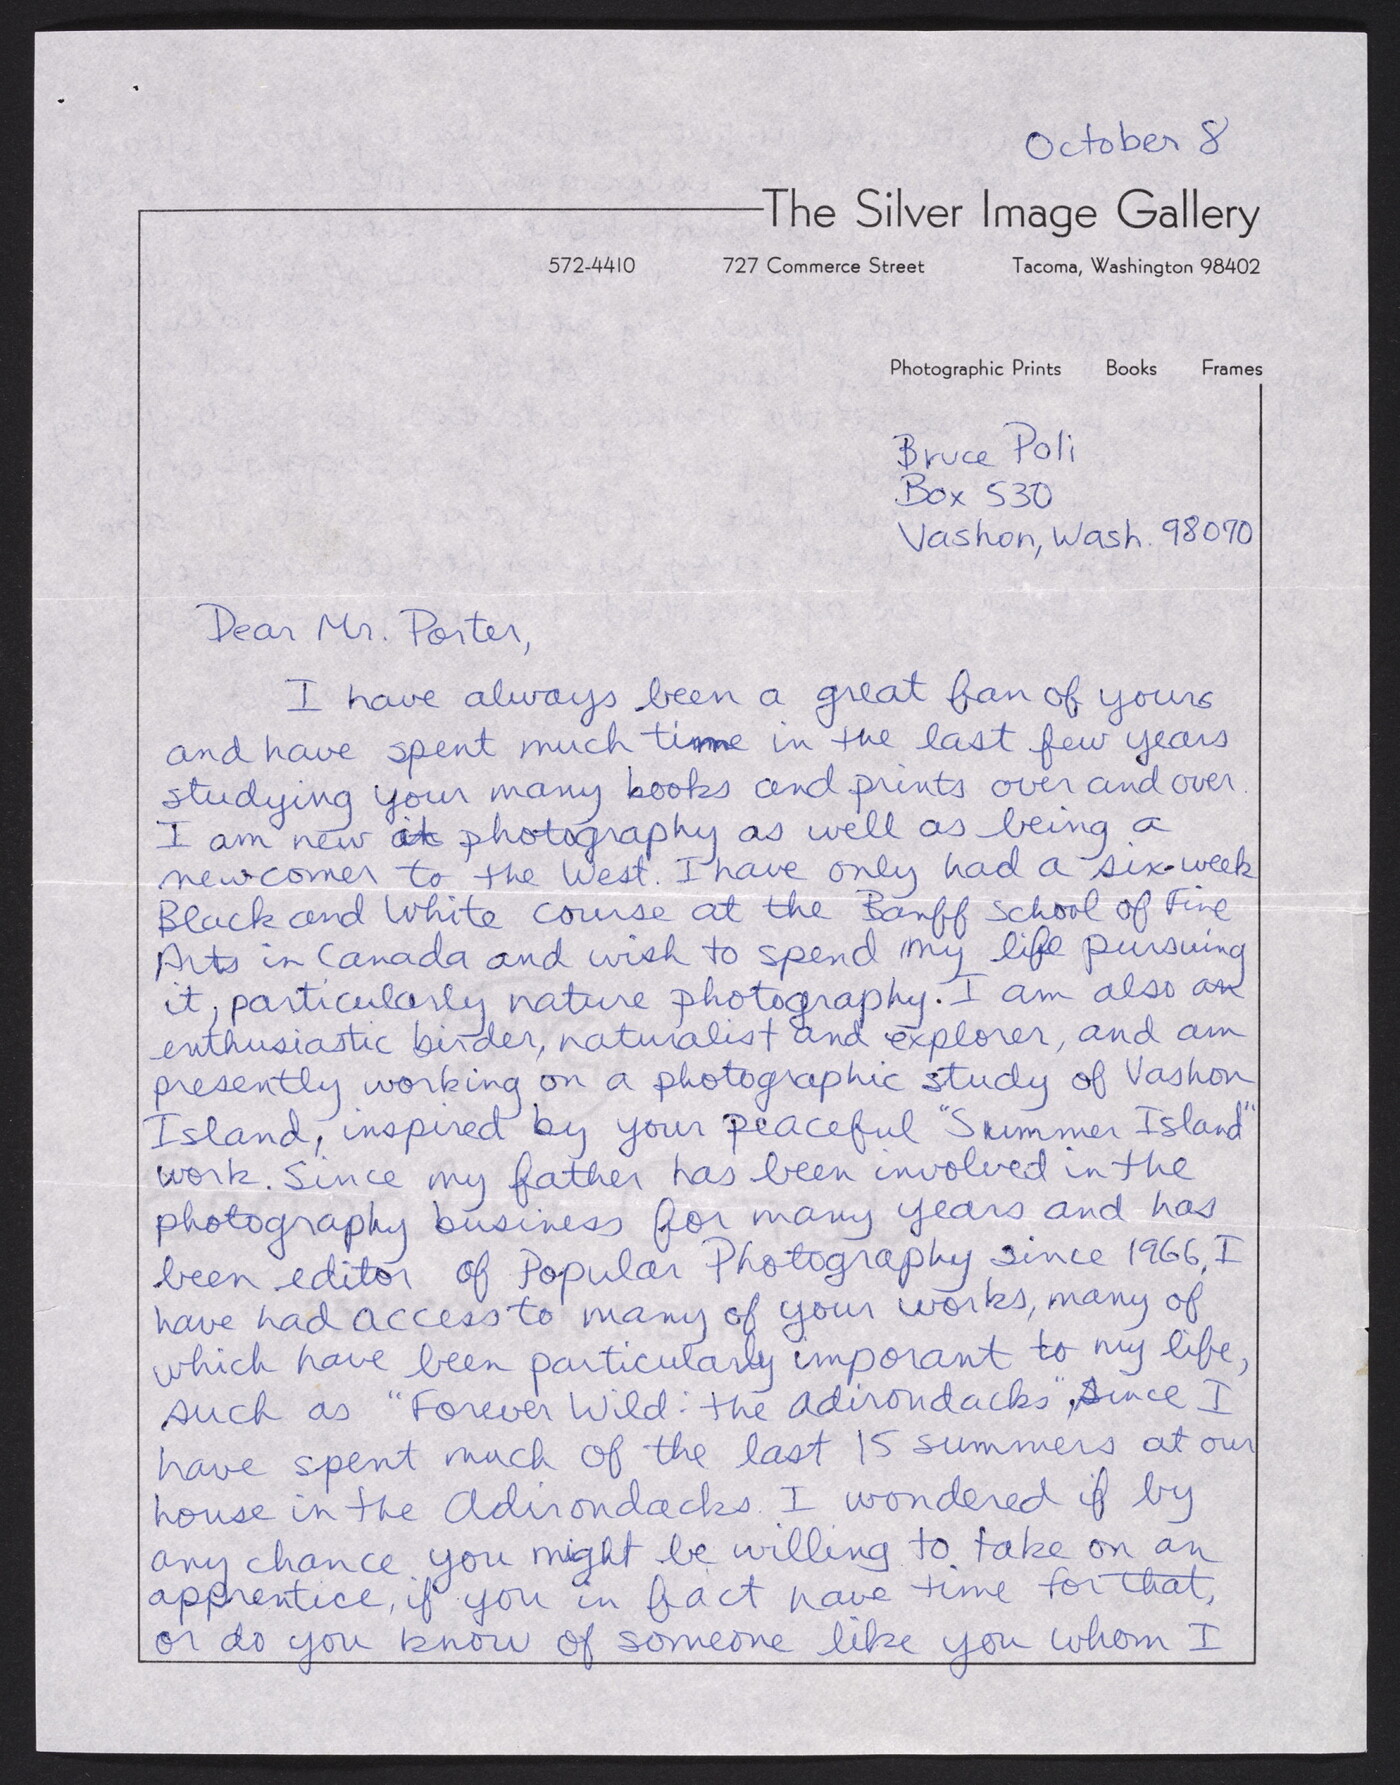 October 8
The Silver Image Gallery
572-4410 727 Commerce Street Tacoma, Washington 98402
Photographic Prints Books Frames
Bruce Poli
Box 530
Vashon, Wash. 98070
Dear Mr. Porter,
I have always been a great fan of yours
and have spent much time in the last few years
studying your many books and prints over and over.
I am new at photography as well as being a
newcomer to the West. I have only had a six-week
Black and White course at the Banff School of Fine
Arts in Canada and wish to spend my life pursuing
it, particularly nature photography. I am also an
enthusiastic birder, naturalist and explorer, and am
presently working on a photographic study of Vashon
Island, inspired by your peaceful "Summer Island"
work. Since my father has been involved in the
photography business for many years and has
been editor of Popular Photography since 1966, I
have had access to many of your works, many of
which have been particularly imporant to my life,
such as "Forever Wild: the Adirondacks", since I
have spent much of the last 15 summers at our
house in the Adirondacks. I wondered if by
any chance you might be willing to take on an
apprentice, if you in fact have time for that,
or do you know of someone like you whom I